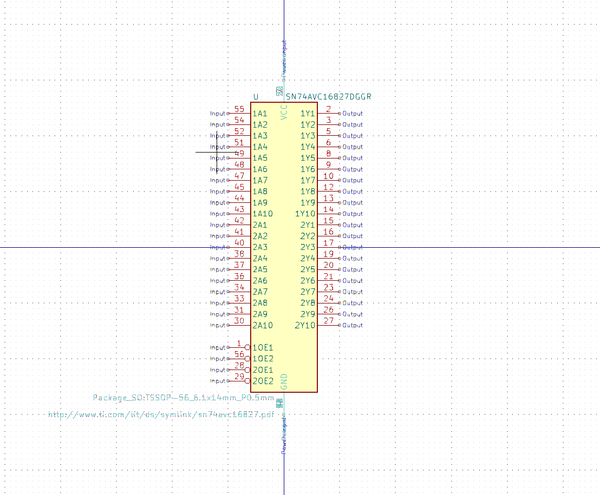 U SN74AVC16827DGGR
VCC
Input 55 1A1 1Y1 2 Output
Input 54 1A2 1Y2 3 Output
Input 52 1A3 1Y3 5 Output
Input 51 1A4 1Y4 6 Output
Input 49 1A5 1Y5 8 Output
Input 48 1A6 1Y6 9 Output
Input 47 1A7 1Y7 10 Output
Input 45 1A8 1Y8 12 Output
Input 44 1A9 1Y9 13 Output
Input 43 1A10 1Y10 14 Output
Input 42 2A1 2Y1 15 Output
Input 41 2A2 2Y2 16 Output
Input 40 2A3 2Y3 17 Output
Input 38 2A4 2Y4 19 Output
Input 37 2A5 2Y5 20 Output
Input 36 2A6 2Y6 21 Output
Input 34 2A7 2Y7 23 Output
Input 33 2A8 2Y8 24 Output
Input 31 2A9 2Y9 26 Output
Input 30 2A10 2Y10 27 Output
Input 1 1OE1
Input 56 1OE2
Input 28 2OE1
Input 29 2OE2
GND
Package_SO:TSSOP-56_6.1x14mm_P0.5mm
http://www.ti.com/lit/ds/symlink/sn74avc16827.pdf